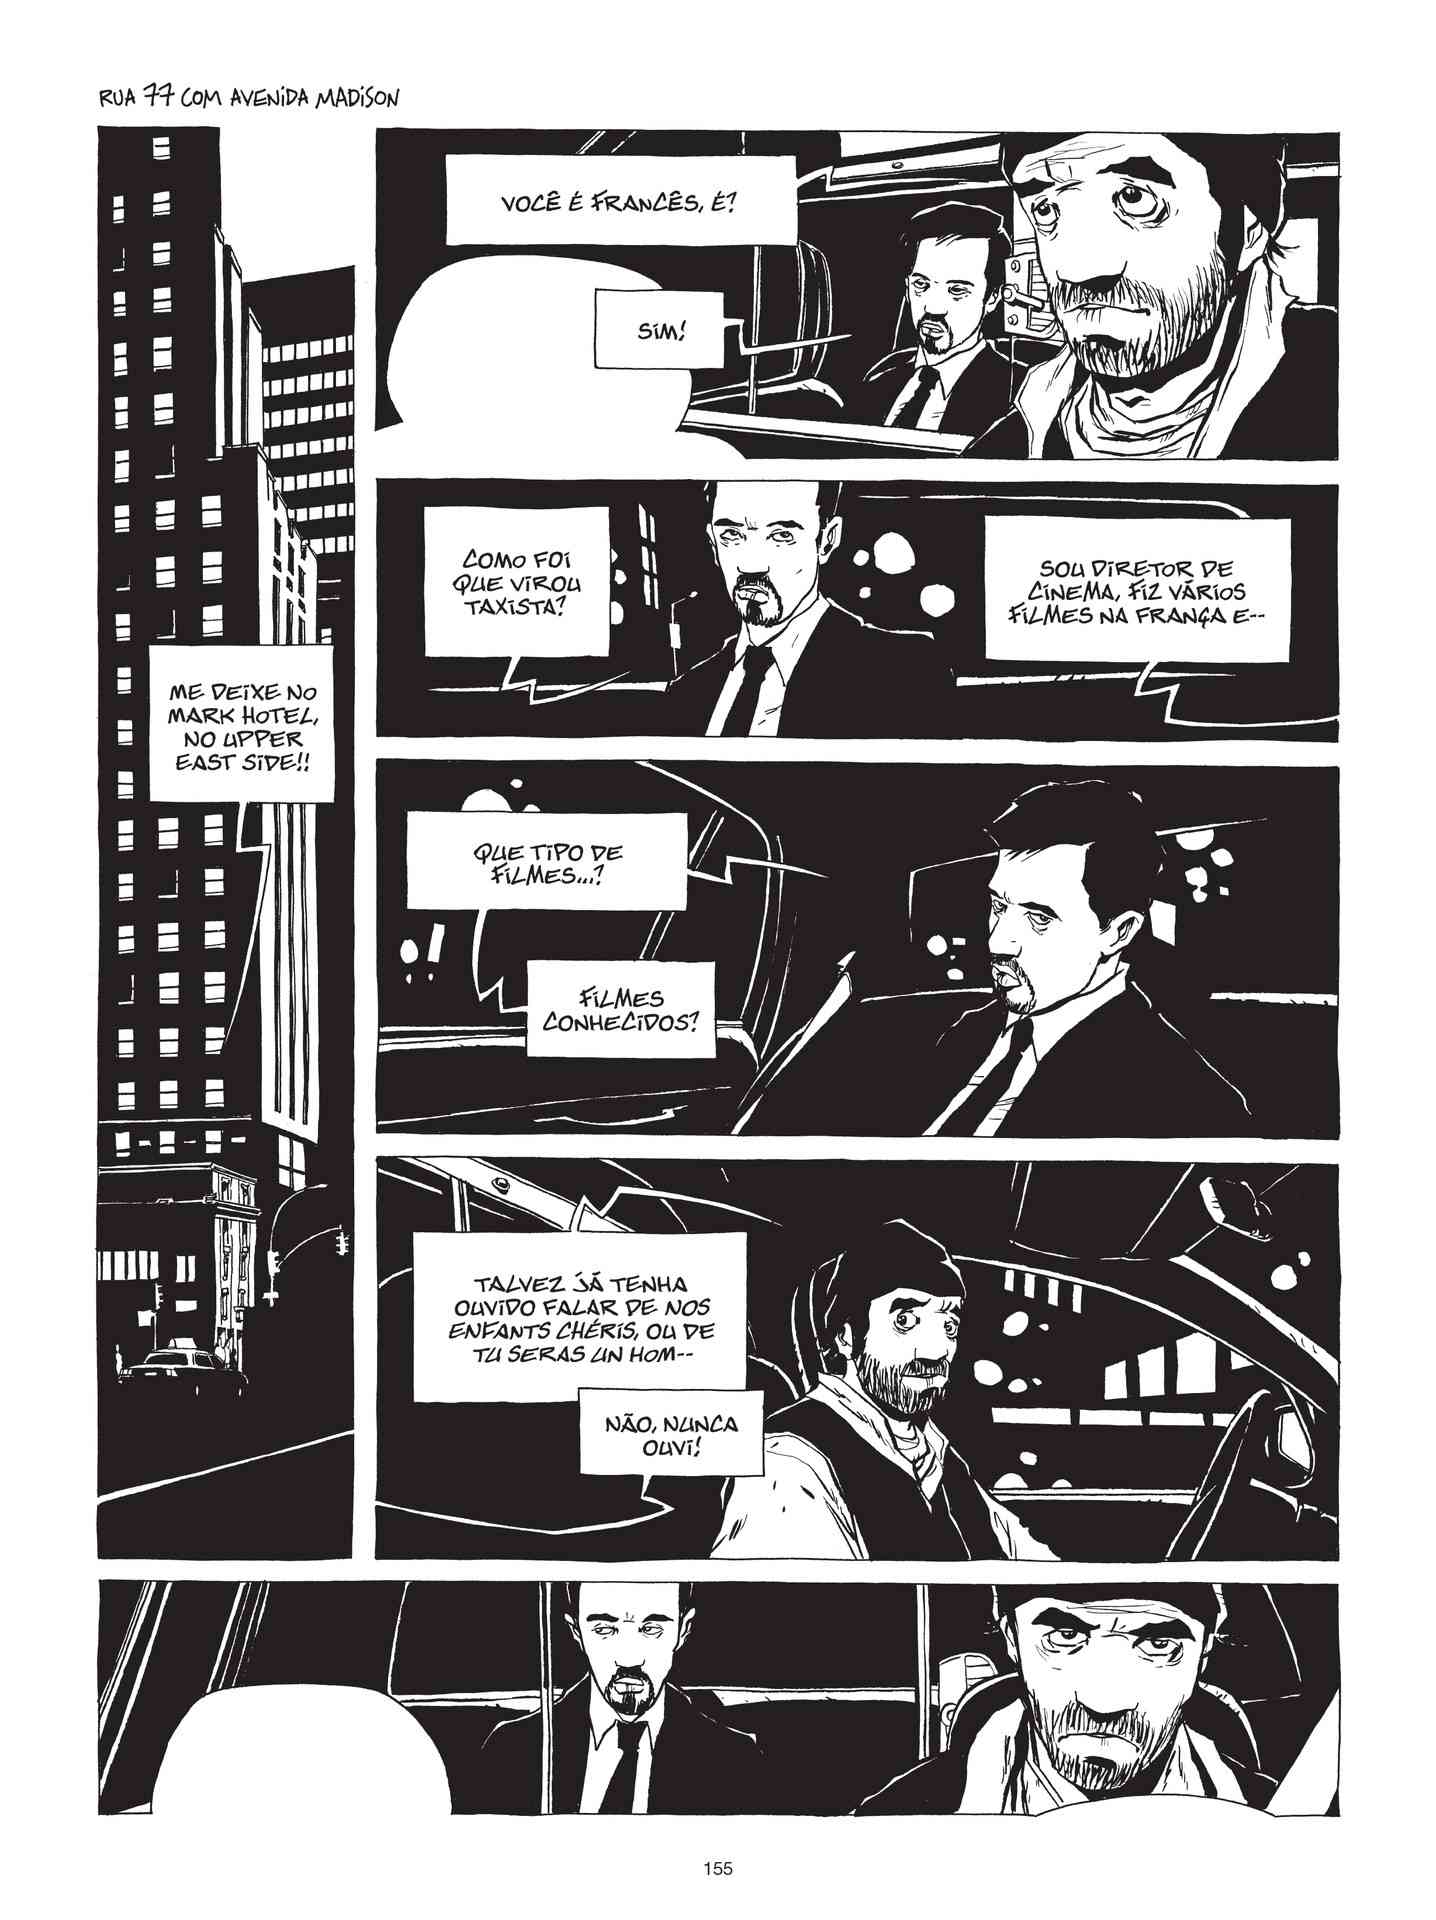 RUA 77 COM AVENIDA MADISON
ME DEIXE NO
MARK HOTEL,
NO UPPER
EAST SIDE!!
VOCÊ É FRANCÊS, É?
SIM!
COMO FOI
QUE VIROU
TAXISTA?
SOU DIRETOR DE
CINEMA, FIZ VÁRIOS
FILMES NA FRANÇA E--
QUE TIPO DE
FILMES...?
FILMES
CONHECIDOS?
TALVEZ JÁ TENHA
OUVIDO FALAR DE NOS
ENFANTS CHÉRIS, OU DE
TU SERAS UN HOM--
NÃO, NUNCA
OUVI!
155